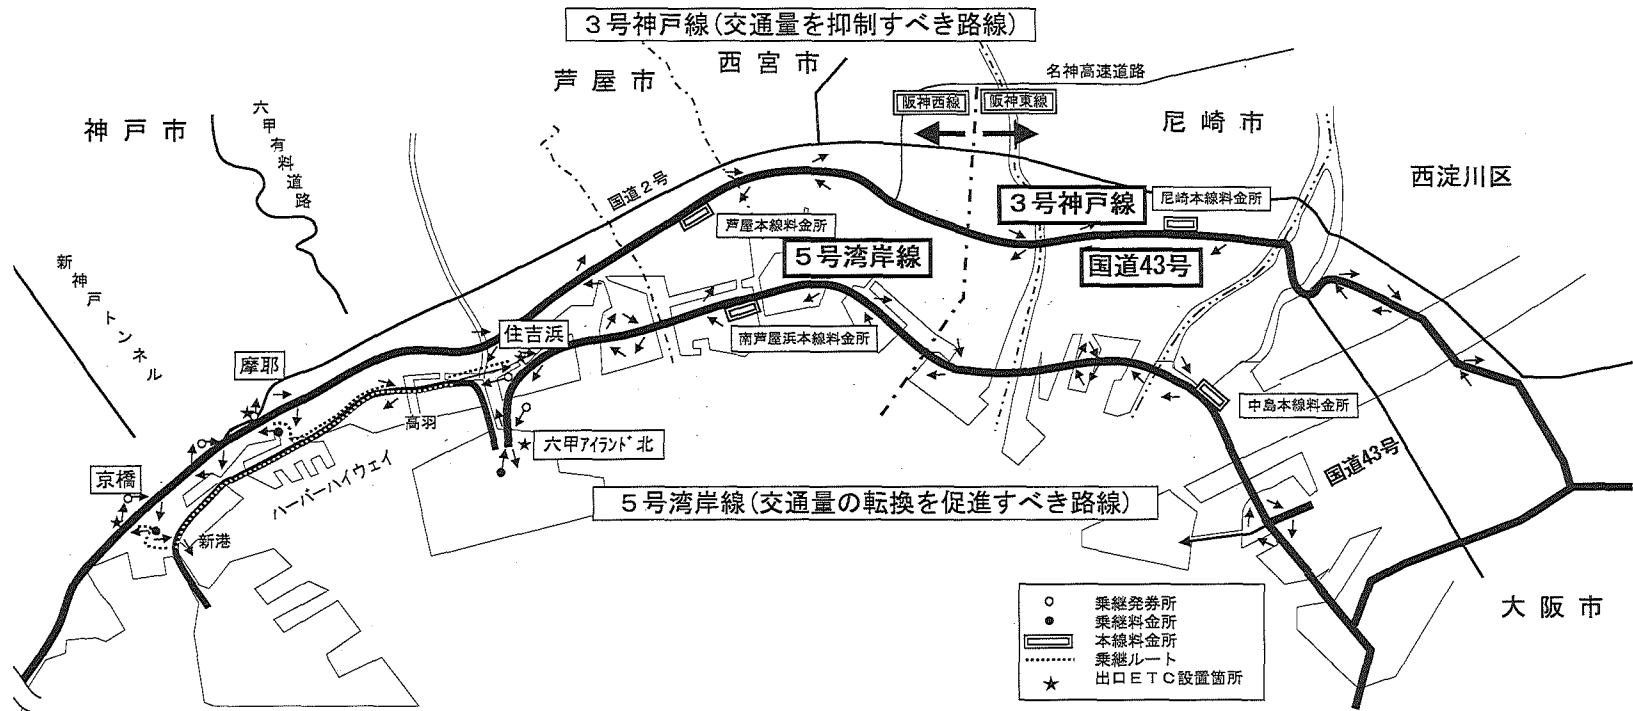 3号神戸線(交通量を抑制すべき路線)
西宮市
芦屋市
名神高速道路
阪神西線
阪神東線
尼崎市
神戸市
六甲有料道路
西淀川区
国道2号
3号神戸線
尼崎本線料金所
芦屋本線料金所
5号湾岸線
国道43号
新神戸トンネル
住吉浜
南芦屋浜本線料金所
摩耶
高羽
中島本線料金所
六甲アイランド北
京橋
ハーバーハイウェイ
国道43号
5号湾岸線(交通量の転換を促進すべき路線)
新港
乗継発券所
乗継料金所
本線料金所
乗継ルート
出口ETC設置箇所
大阪市